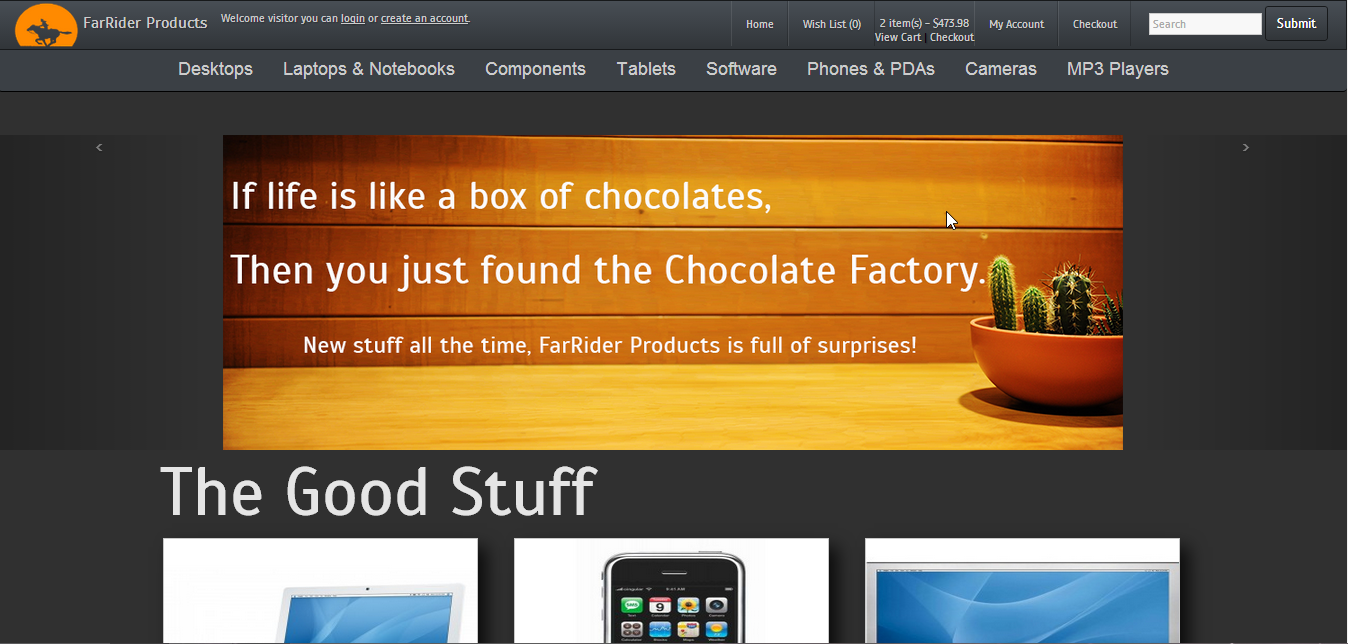 FarRider Products
Welcome visitor you can login or create an account.
Home
Wish List (0)
2 item(s) - $473.98
View Cart | Checkout
My Account
Checkout
Search
Submit
Desktops
Laptops & Notebooks
Components
Tablets
Software
Phones & PDAs
Cameras
MP3 Players
<
>
If life is like a box of chocolates,
Then you just found the Chocolate Factory.
New stuff all the time, FarRider Products is full of surprises!
The Good Stuff
9